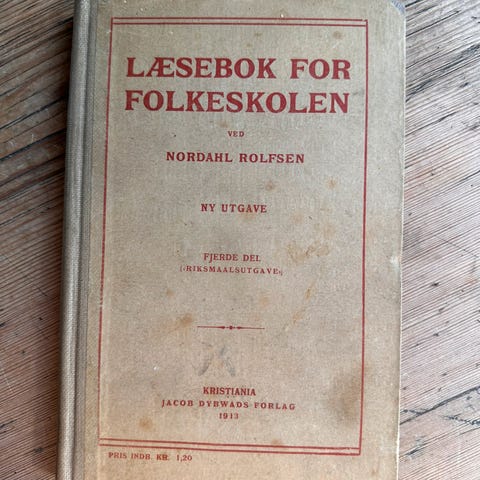 LÆSEBOK FOR
FOLKESKOLEN
VED
NORDAHL ROLFSEN
NY UTGAVE
FJERDE DEL
(«RIKSMAALSUTGAVE»)
KRISTIANIA
JACOB DYBWADS FORLAG
1913
PRIS INDB. KR. 1,20